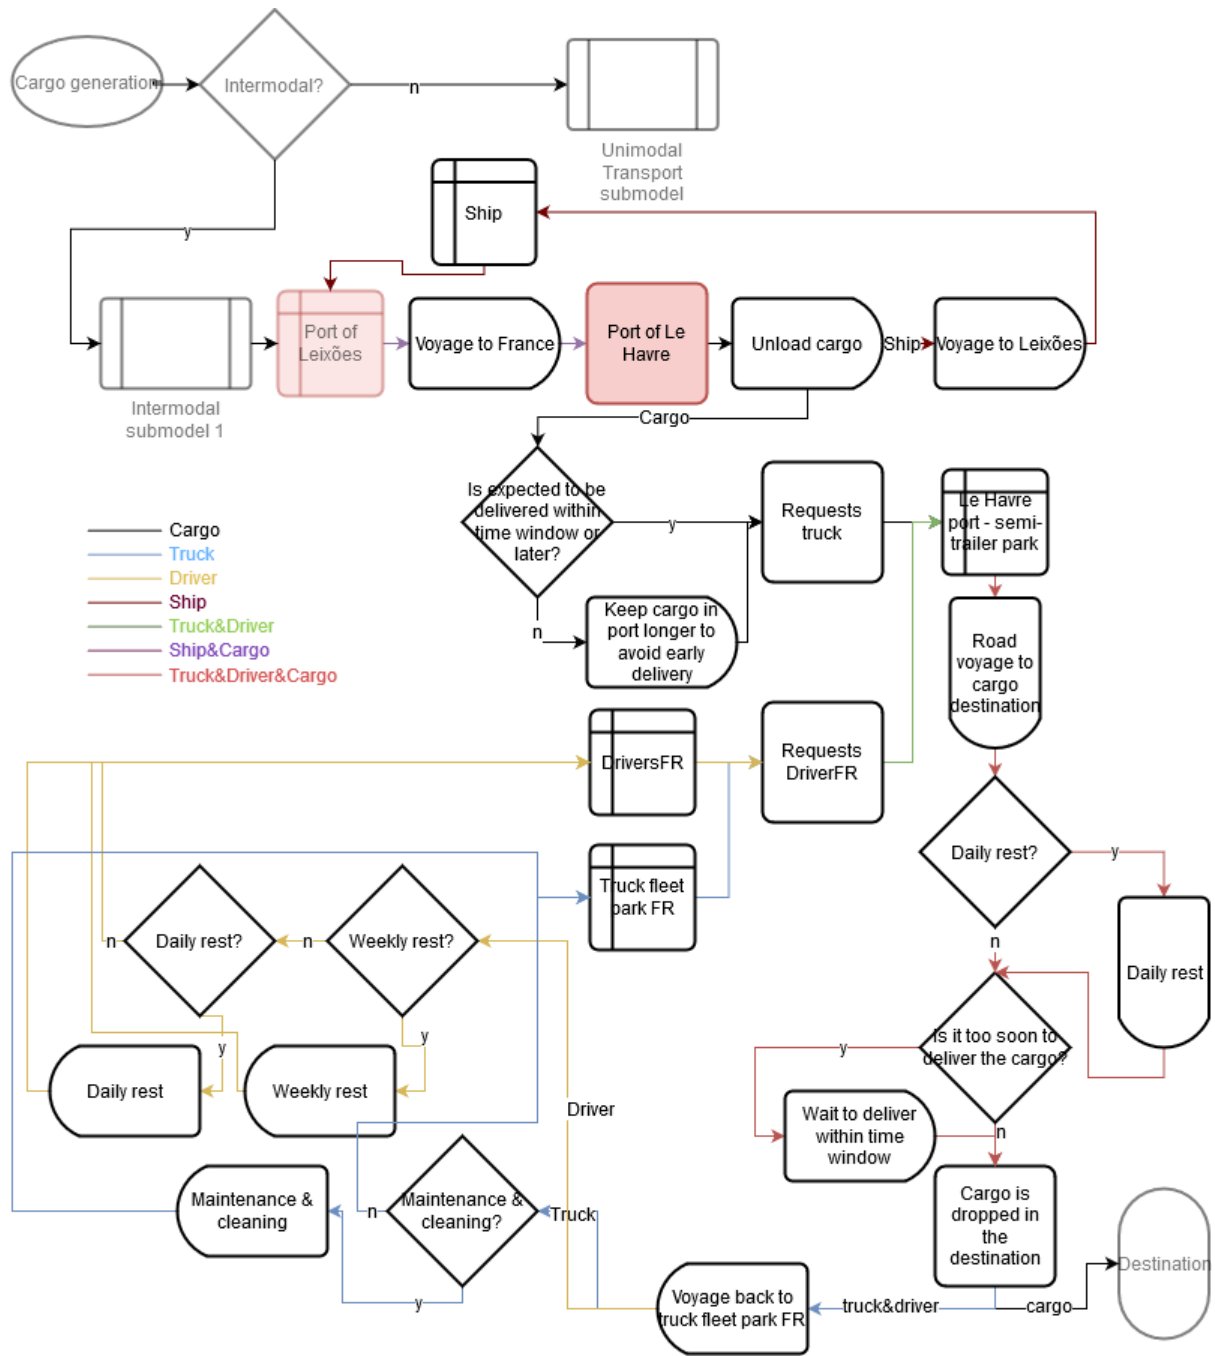 Cargo generation
Intermodal?
n
Unimodal
Transport
submodel
Ship
y
Port of
Leixões
Voyage to France
Port of Le
Havre
Unload cargo
Ship
Voyage to Leixões
Intermodal
submodel 1
Cargo
Is expected to be
delivered within
time window or
later?
y
Requests
truck
Le Havre
port - semi-
trailer park
n
Keep cargo in
port longer to
avoid early
delivery
Cargo
Truck
Driver
Ship
Truck&Driver
Ship&Cargo
Truck&Driver&Cargo
Road
voyage to
cargo
destination
DriversFR
Requests
DriverFR
Daily rest?
y
Truck fleet
park FR
n
Daily rest?
n
Weekly rest?
n
Daily rest
y
y
Is it too soon to
deliver the cargo?
y
Daily rest
Weekly rest
Driver
Wait to deliver
within time
window
n
Maintenance &
cleaning
n
Maintenance &
cleaning?
Truck
Cargo is
dropped in
the
destination
Destination
y
Voyage back to
truck fleet park FR
truck&driver
cargo